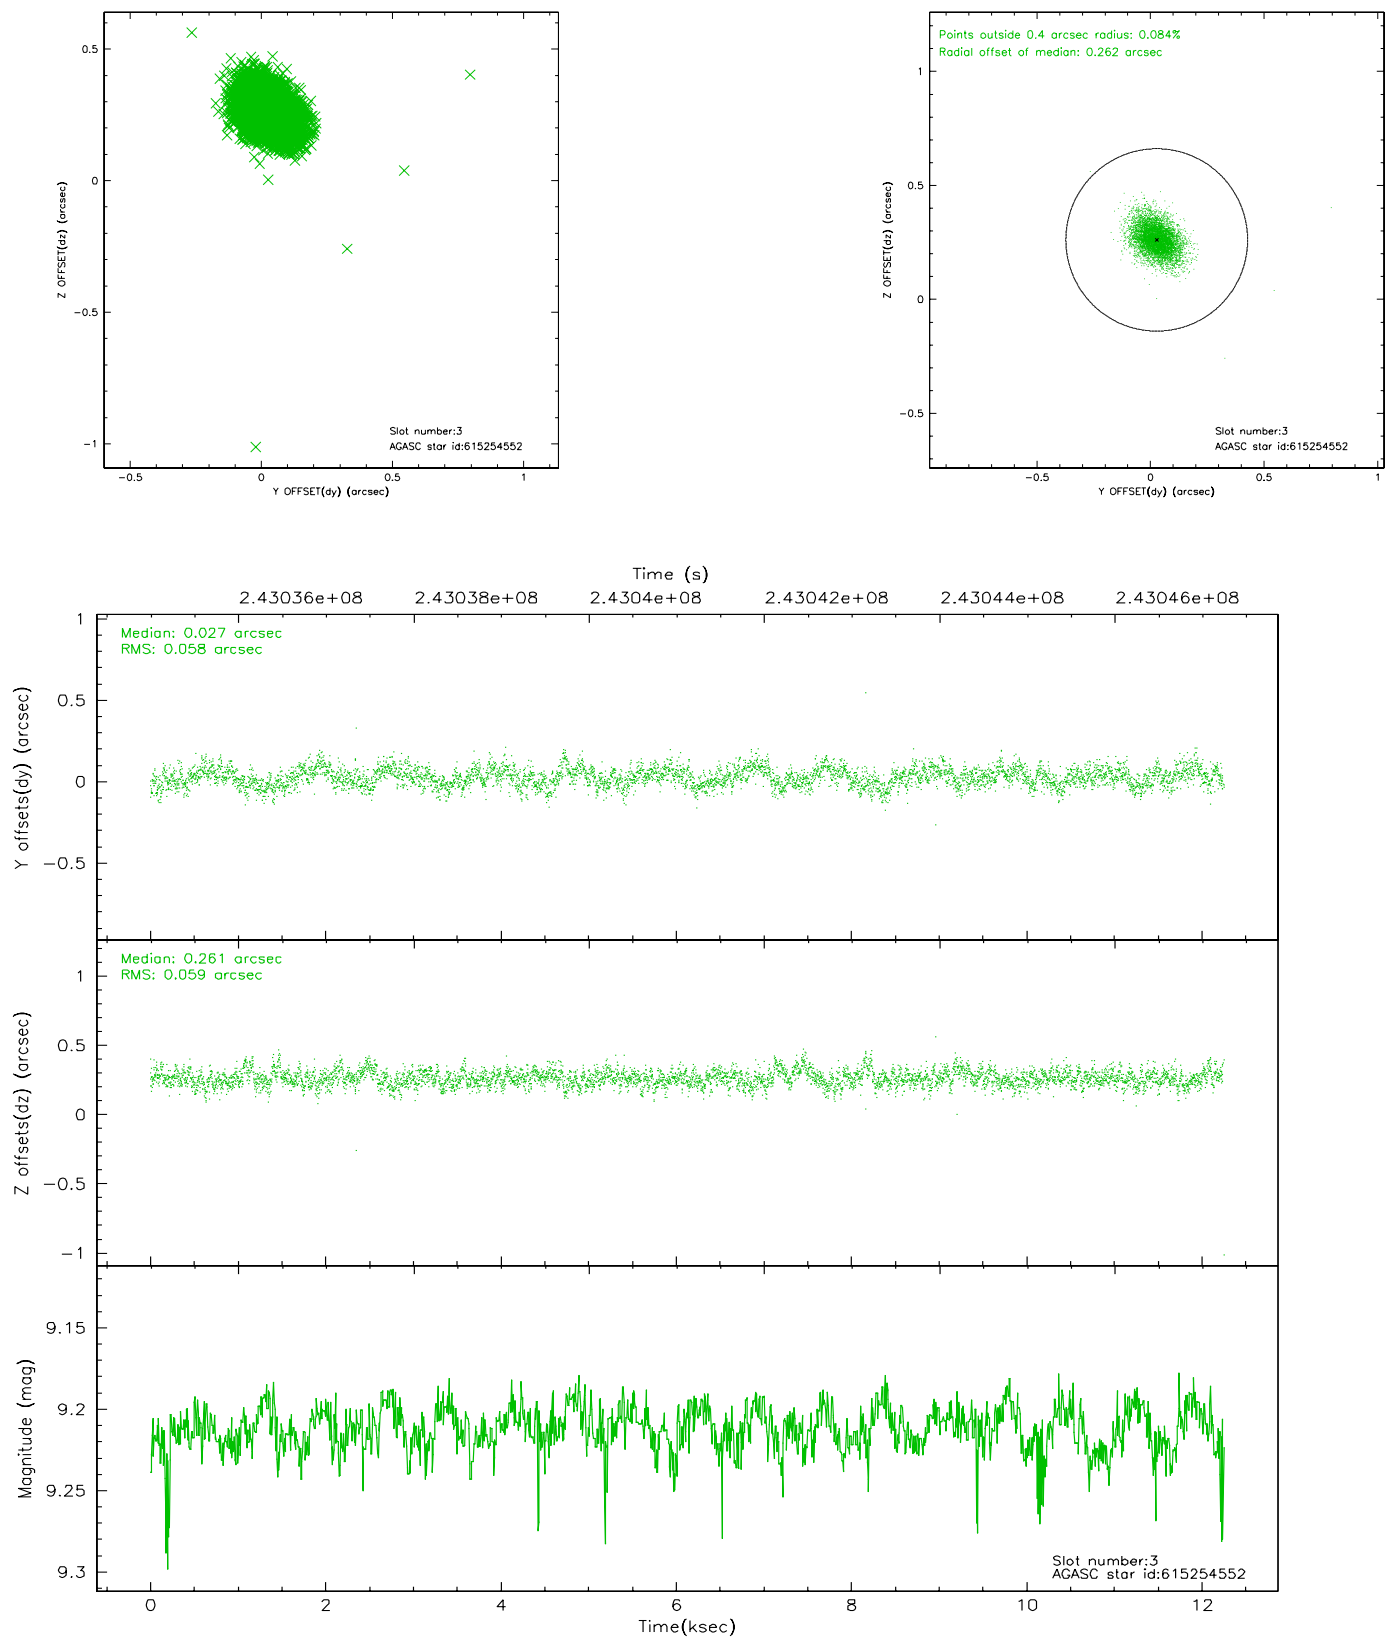 0.5
0
−0.5
−1
Z OFFSET(dz) (arcsec)
−0.5
0
0.5
1
Y OFFSET(dy) (arcsec)
Slot number:3
AGASC star id:615254552
Points outside 0.4 arcsec radius: 0.084%
Radial offset of median: 0.262 arcsec
1
0.5
0
−0.5
Z OFFSET(dz) (arcsec)
−0.5
0
0.5
1
Y OFFSET(dy) (arcsec)
Slot number:3
AGASC star id:615254552
Time (s)
2.43036e+08
2.43038e+08
2.4304e+08
2.43042e+08
2.43044e+08
2.43046e+08
Median: 0.027 arcsec
RMS: 0.058 arcsec
1
0.5
0
−0.5
Y offsets(dy) (arcsec)
Median: 0.261 arcsec
RMS: 0.059 arcsec
1
0.5
0
−0.5
−1
Z offsets(dz) (arcsec)
9.15
9.2
9.25
9.3
Magnitude (mag)
Slot number:3
AGASC star id:615254552
0
2
4
6
8
10
12
Time(ksec)